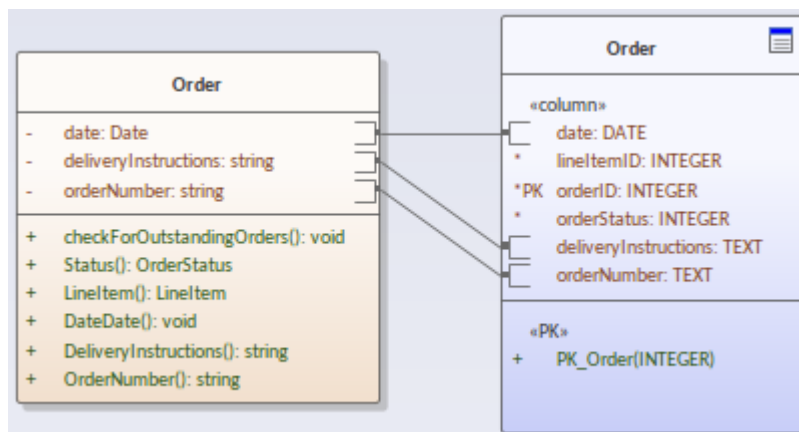 Order
- date: Date
- deliveryInstructions: string
- orderNumber: string
+ checkForOutstandingOrders(): void
+ Status(): OrderStatus
+ LineItem(): LineItem
+ DateDate(): void
+ DeliveryInstructions(): string
+ OrderNumber(): string
Order
«column»
date: DATE
* lineItemID: INTEGER
*PK orderID: INTEGER
* orderStatus: INTEGER
deliveryInstructions: TEXT
orderNumber: TEXT
«PK»
+ PK_Order(INTEGER)